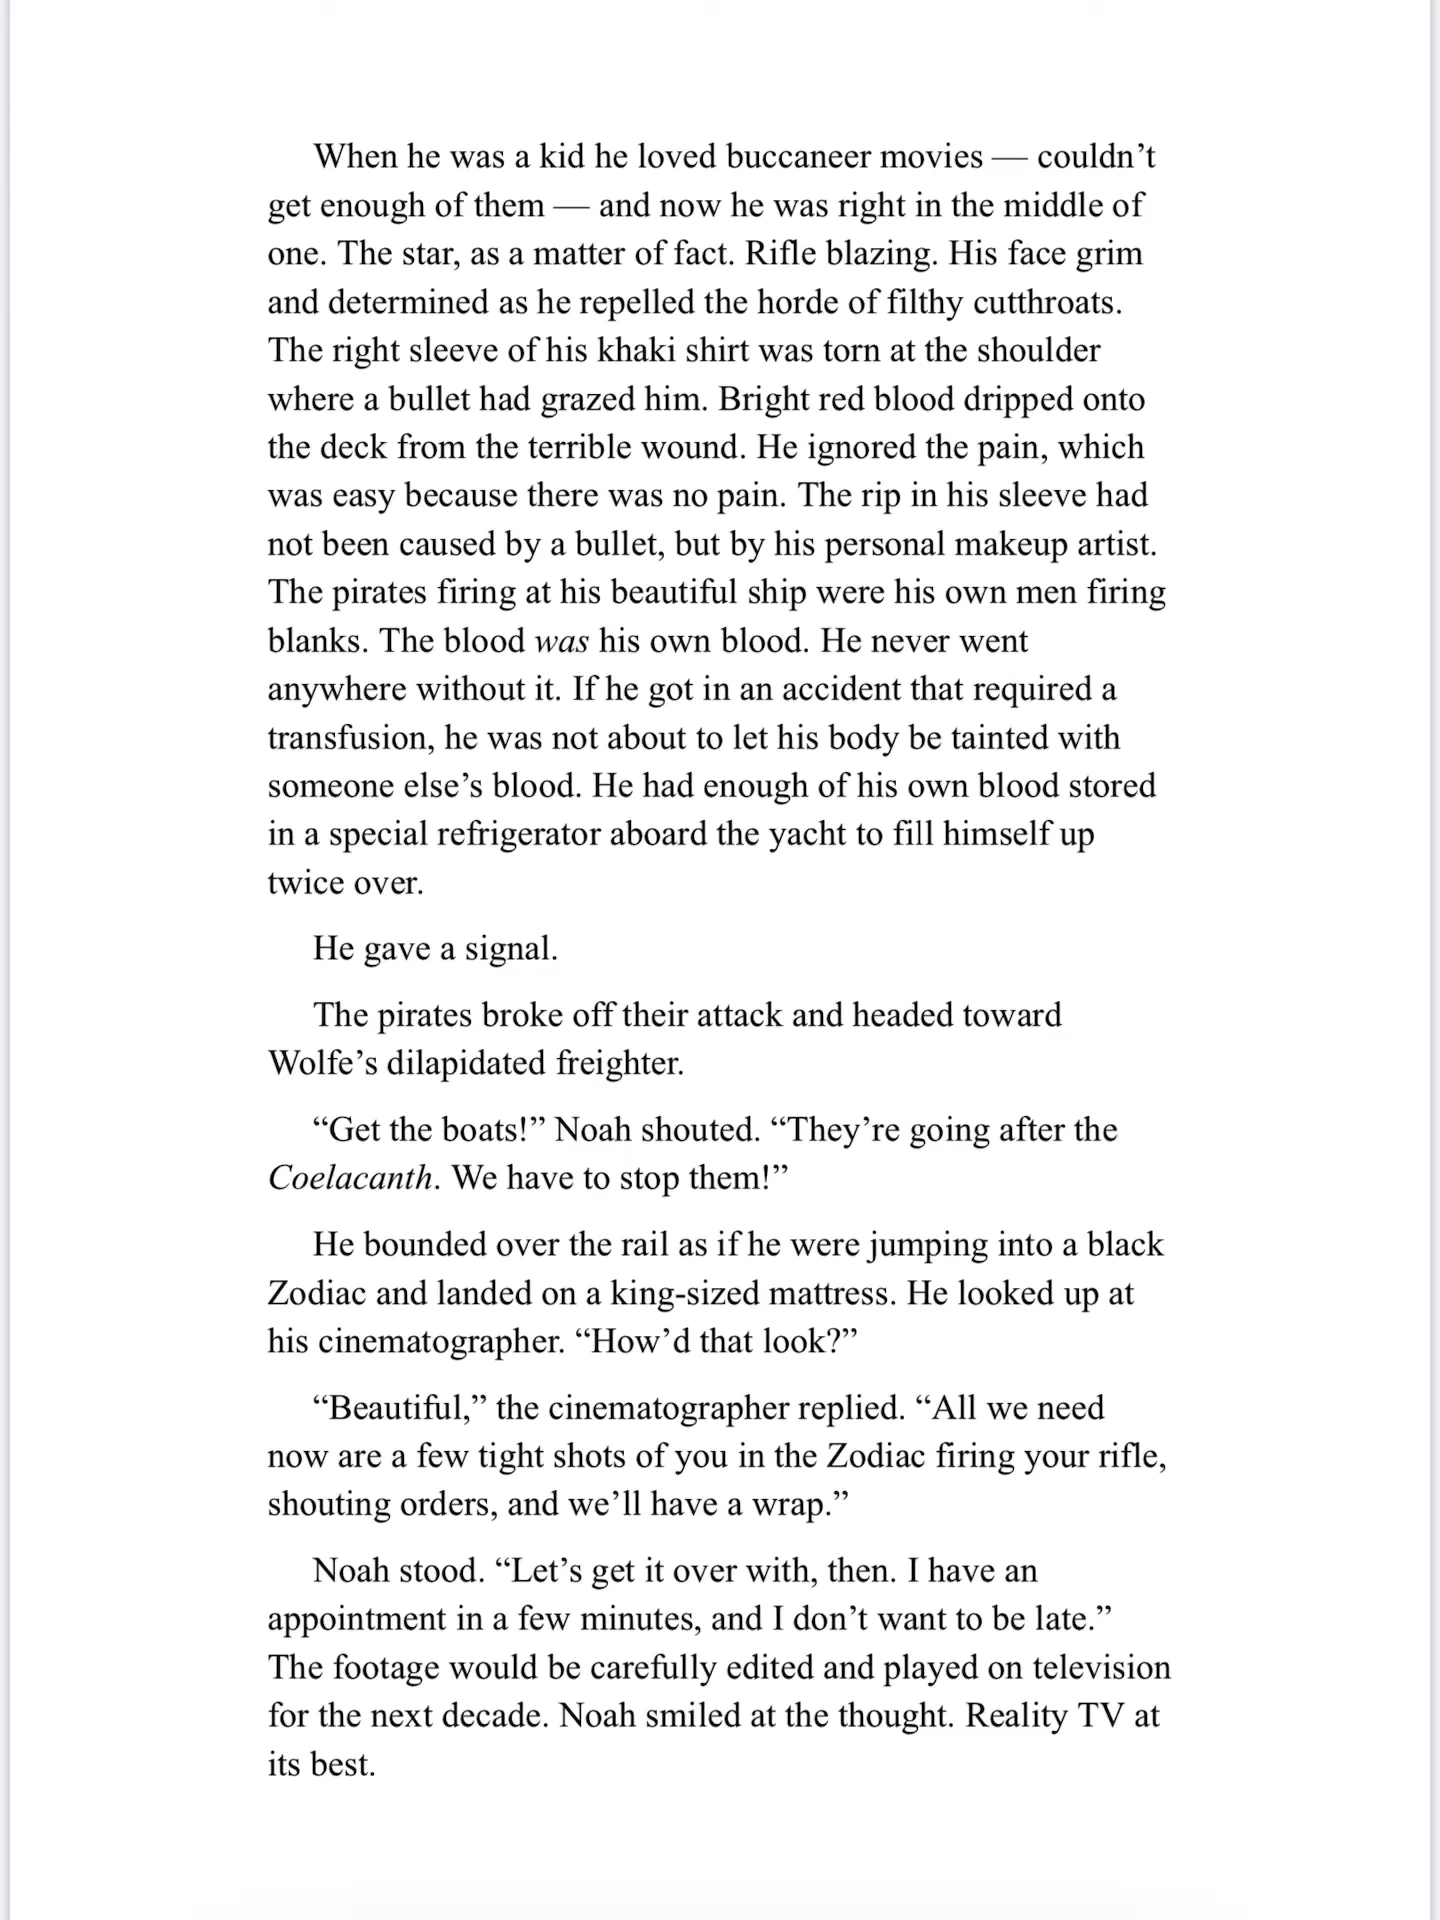 When he was a kid he loved buccaneer movies — couldn’t
get enough of them — and now he was right in the middle of
one. The star, as a matter of fact. Rifle blazing. His face grim
and determined as he repelled the horde of filthy cutthroats.
The right sleeve of his khaki shirt was torn at the shoulder
where a bullet had grazed him. Bright red blood dripped onto
the deck from the terrible wound. He ignored the pain, which
was easy because there was no pain. The rip in his sleeve had
not been caused by a bullet, but by his personal makeup artist.
The pirates firing at his beautiful ship were his own men firing
blanks. The blood was his own blood. He never went
anywhere without it. If he got in an accident that required a
transfusion, he was not about to let his body be tainted with
someone else’s blood. He had enough of his own blood stored
in a special refrigerator aboard the yacht to fill himself up
twice over.
He gave a signal.
The pirates broke off their attack and headed toward
Wolfe’s dilapidated freighter.
“Get the boats!” Noah shouted. “They’re going after the
Coelacanth. We have to stop them!”
He bounded over the rail as if he were jumping into a black
Zodiac and landed on a king-sized mattress. He looked up at
his cinematographer. “How’d that look?”
“Beautiful,” the cinematographer replied. “All we need
now are a few tight shots of you in the Zodiac firing your rifle,
shouting orders, and we’ll have a wrap.”
Noah stood. “Let’s get it over with, then. I have an
appointment in a few minutes, and I don’t want to be late.”
The footage would be carefully edited and played on television
for the next decade. Noah smiled at the thought. Reality TV at
its best.